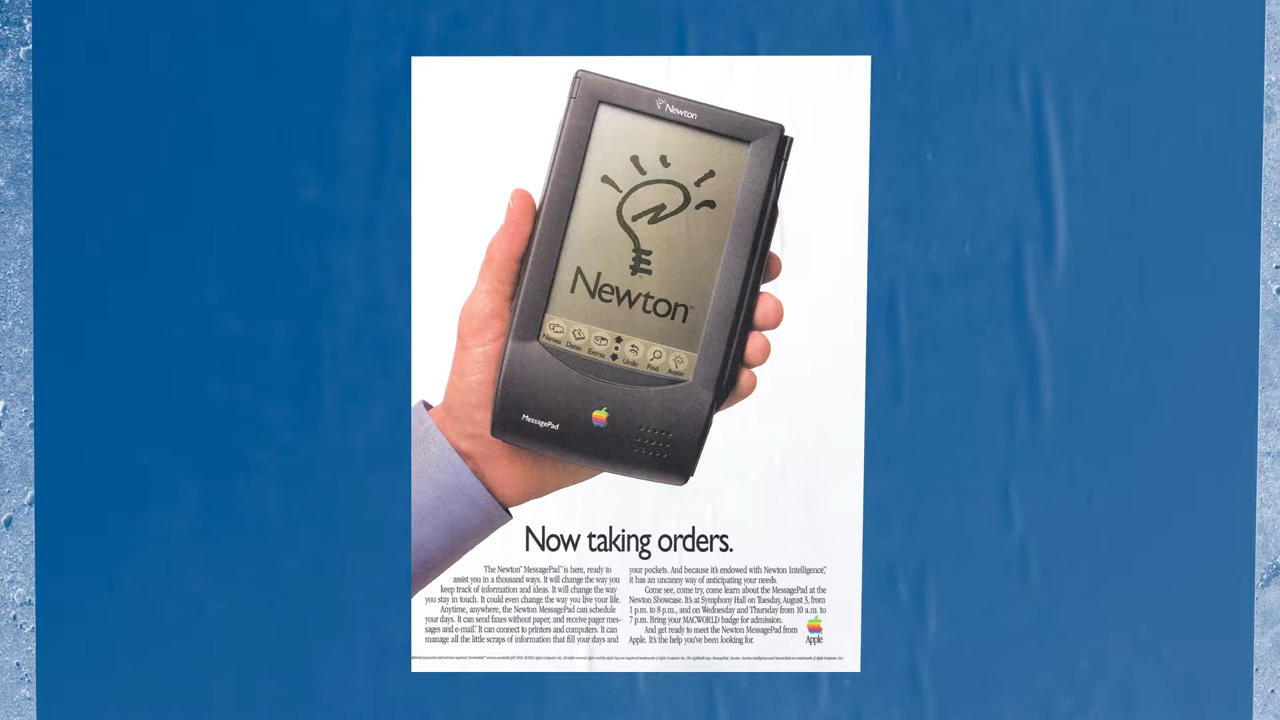 Newton
Newton™
Names Dates Extras Undo Find Assist
MessagePad
Now taking orders.
The Newton™ MessagePad™ is here, ready to
assist you in a thousand ways. It will change the way you
keep track of information and ideas. It will change the way
you stay in touch. It could even change the way you live your life.
Anytime, anywhere, the Newton MessagePad can schedule
your days. It can send faxes without paper, and receive pager mes-
sages and e-mail. It can connect to printers and computers. It can
manage all the little scraps of information that fill your days and
your pockets. And because it's endowed with Newton Intelligence,™
it has an uncanny way of anticipating your needs.
Come see, come try, come learn about the MessagePad at the
Newton Showcase. It's at Symphony Hall on Tuesday, August 3, from
1 p.m. to 8 p.m., and on Wednesday and Thursday from 10 a.m. to
7 p.m. Bring your MACWORLD badge for admission.
And get ready to meet the Newton MessagePad from
Apple. It's the help you've been looking for.
Apple